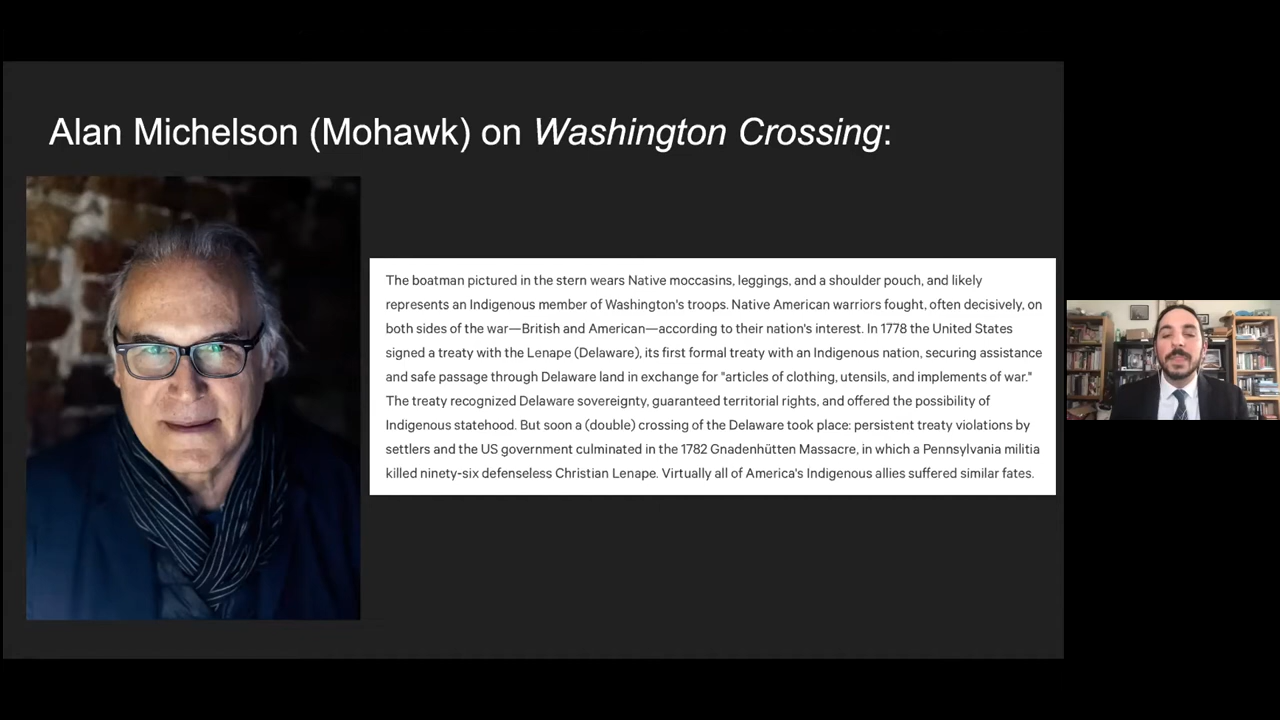 Alan Michelson (Mohawk) on Washington Crossing:
The boatman pictured in the stern wears Native moccasins, leggings, and a shoulder pouch, and likely
represents an Indigenous member of Washington's troops. Native American warriors fought, often decisively, on
both sides of the war—British and American—according to their nation's interest. In 1778 the United States
signed a treaty with the Lenape (Delaware), its first formal treaty with an Indigenous nation, securing assistance
and safe passage through Delaware land in exchange for "articles of clothing, utensils, and implements of war."
The treaty recognized Delaware sovereignty, guaranteed territorial rights, and offered the possibility of
Indigenous statehood. But soon a (double) crossing of the Delaware took place: persistent treaty violations by
settlers and the US government culminated in the 1782 Gnadenhütten Massacre, in which a Pennsylvania militia
killed ninety-six defenseless Christian Lenape. Virtually all of America's Indigenous allies suffered similar fates.